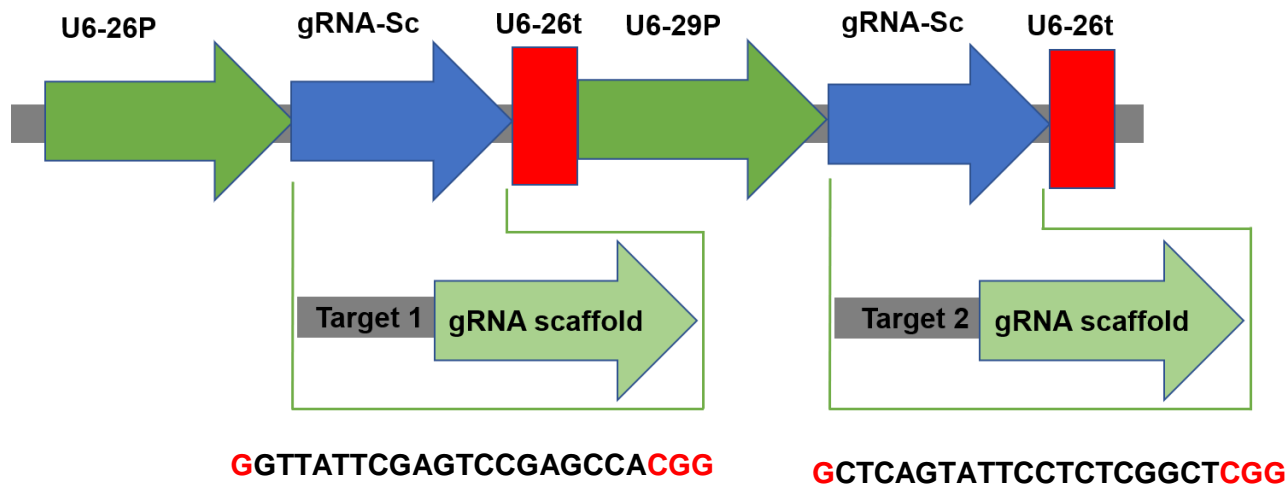 U6-26P
gRNA-Sc
U6-26t
U6-29P
gRNA-Sc
U6-26t
Target 1
gRNA scaffold
Target 2
gRNA scaffold
GGTTATTCGAGTCCGAGCCACGG
GCTCAGTATTCCTCTCGGCTCGG